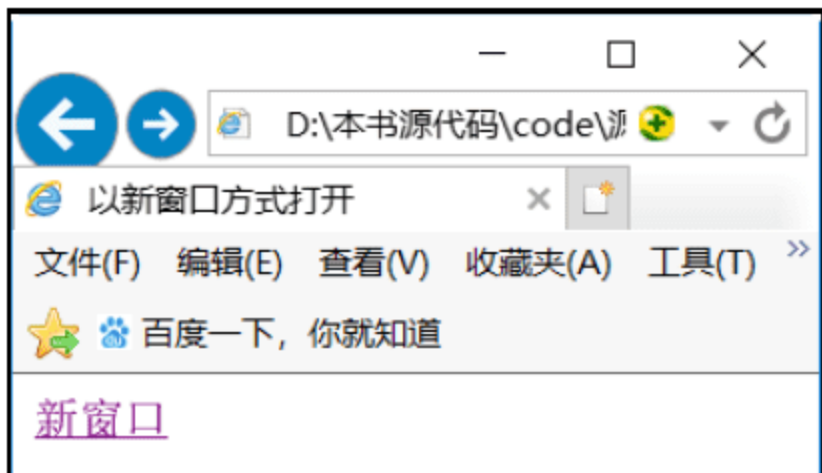 D:\本书源代码\code\源
以新窗口方式打开
文件(F) 编辑(E) 查看(V) 收藏夹(A) 工具(T)
百度一下，你就知道
新窗口